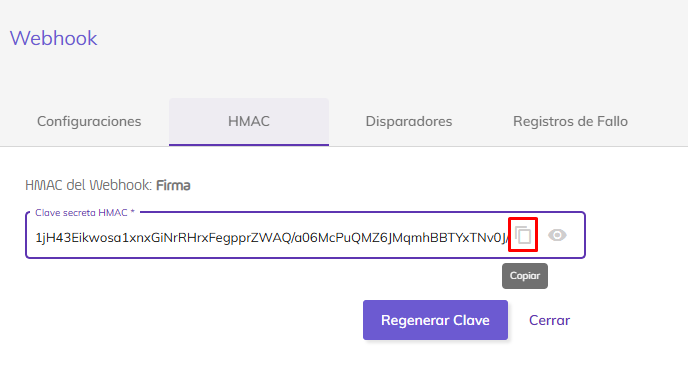 Webhook
Configuraciones HMAC Disparadores Registros de Fallo
HMAC del Webhook: Firma
Clave secreta HMAC *
1jH43Eikwosa1xnxGiNrRHrxFegpprZWAQ/a06McPuQMZ6JMqmhBBTYxTNv0J/
Copiar
Regenerar Clave Cerrar